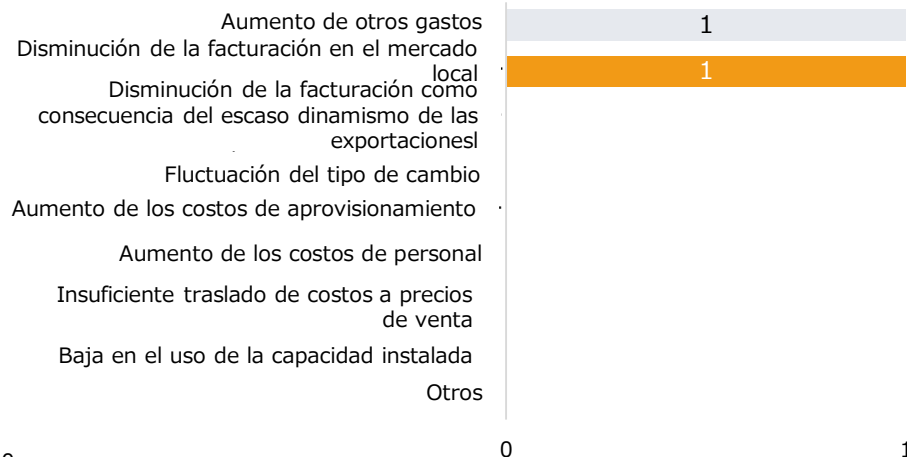 Aumento de otros gastos
1
Disminución de la facturación en el mercado
local
1
Disminución de la facturación como
consecuencia del escaso dinamismo de las
exportacionesl
Fluctuación del tipo de cambio
Aumento de los costos de aprovisionamiento
Aumento de los costos de personal
Insuficiente traslado de costos a precios
de venta
Baja en el uso de la capacidad instalada
Otros
0
1